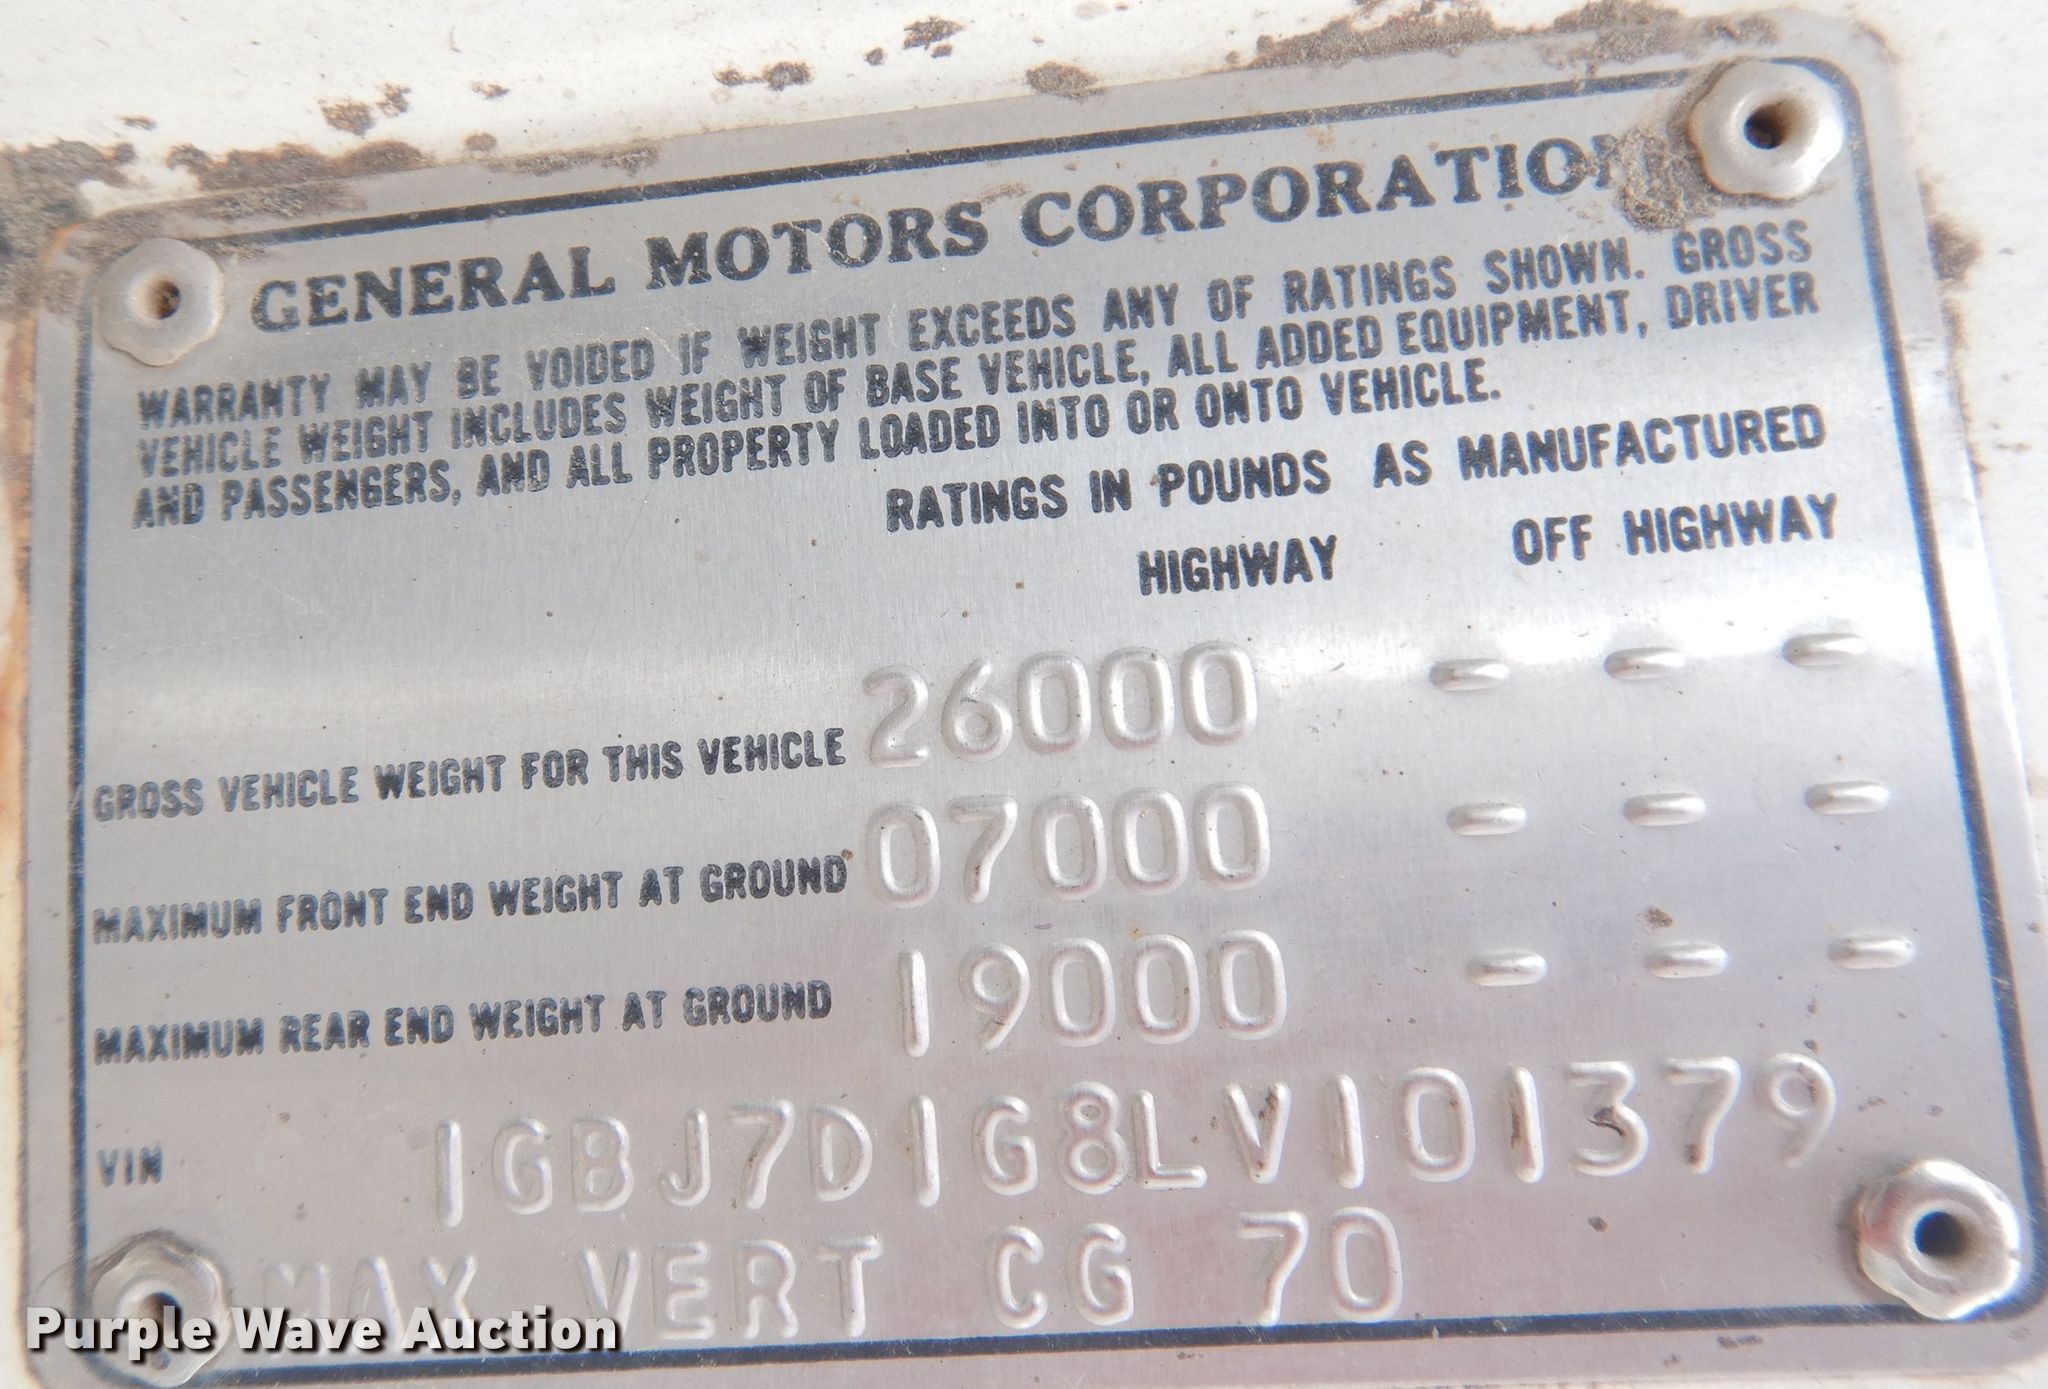 GENERAL MOTORS CORPORATION
WARRANTY MAY BE VOIDED IF WEIGHT EXCEEDS ANY OF RATINGS SHOWN. GROSS
VEHICLE WEIGHT INCLUDES WEIGHT OF BASE VEHICLE, ALL ADDED EQUIPMENT, DRIVER
AND PASSENGERS, AND ALL PROPERTY LOADED INTO OR ONTO VEHICLE.
RATINGS IN POUNDS AS MANUFACTURED
HIGHWAY OFF HIGHWAY
GROSS VEHICLE WEIGHT FOR THIS VEHICLE 26000 - - -
MAXIMUM FRONT END WEIGHT AT GROUND 07000 - - -
MAXIMUM REAR END WEIGHT AT GROUND 19000 - - -
VIN 1GBJ7D1G8LV101379
MAX VERT CG 70
Purple Wave Auction